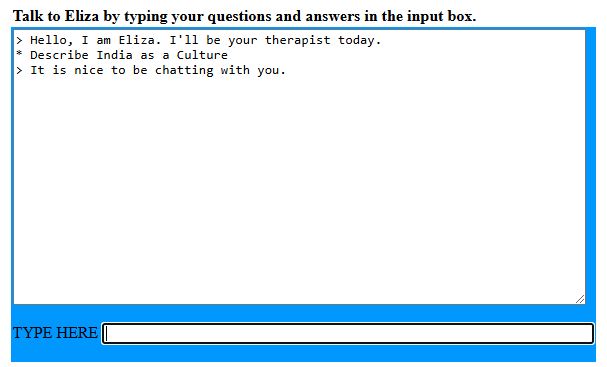 Talk to Eliza by typing your questions and answers in the input box.
> Hello, I am Eliza. I'll be your therapist today.
* Describe India as a Culture
> It is nice to be chatting with you.
TYPE HERE